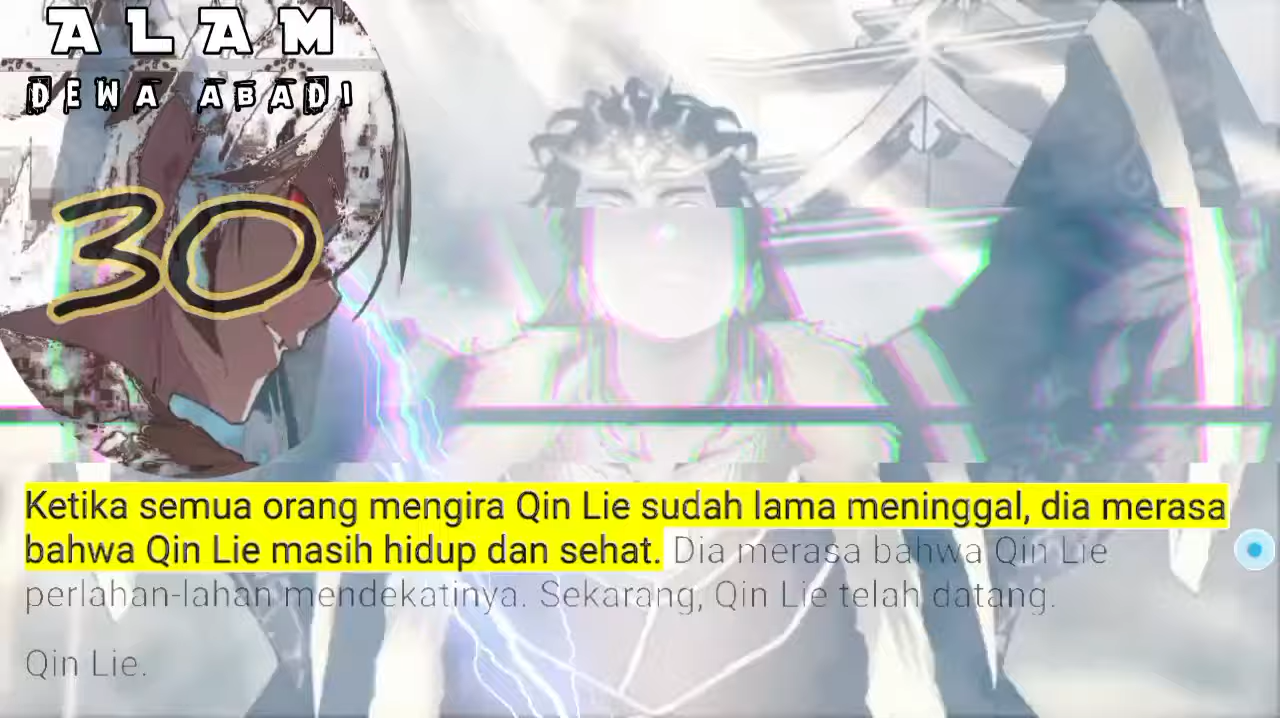 ALAM
DEWA ABADI
30
Ketika semua orang mengira Qin Lie sudah lama meninggal, dia merasa
bahwa Qin Lie masih hidup dan sehat. Dia merasa bahwa Qin Lie
perlahan-lahan mendekatinya. Sekarang, Qin Lie telah datang.
Qin Lie.